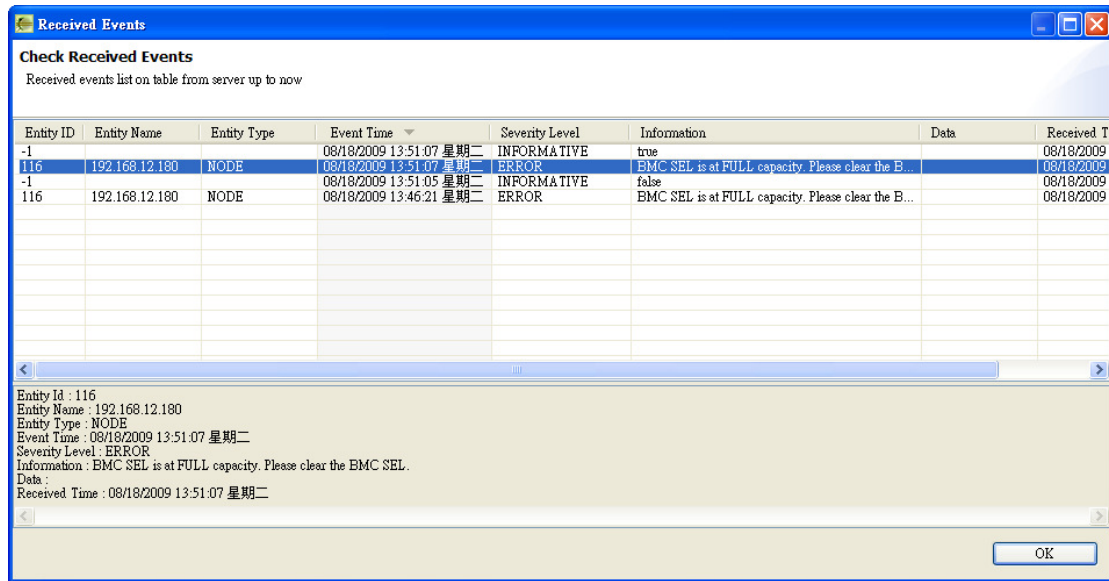 Received Events
Check Received Events
Received events list on table from server up to now
Entity ID Entity Name Entity Type Event Time Severity Level Information Data Received T
-1 08/18/2009 13:51:07 星期二 INFORMATIVE true 08/18/2009
116 192.168.12.180 NODE 08/18/2009 13:51:07 星期二 ERROR BMC SEL is at FULL capacity. Please clear the B... 08/18/2009
-1 08/18/2009 13:51:05 星期二 INFORMATIVE false 08/18/2009
116 192.168.12.180 NODE 08/18/2009 13:46:21 星期二 ERROR BMC SEL is at FULL capacity. Please clear the B... 08/18/2009
Entity Id : 116
Entity Name : 192.168.12.180
Entity Type : NODE
Event Time : 08/18/2009 13:51:07 星期二
Severity Level : ERROR
Information : BMC SEL is at FULL capacity. Please clear the BMC SEL.
Data :
Received Time : 08/18/2009 13:51:07 星期二
OK